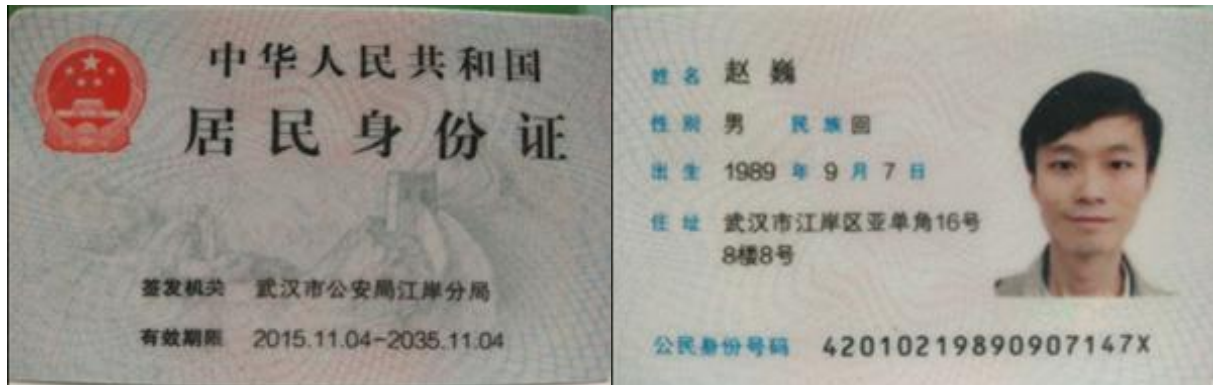 中华人民共和国
居民身份证
签发机关 武汉市公安局江岸分局
有效期限 2015.11.04-2035.11.04
姓名 赵巍
性别 男 民族 回
出生 1989 年 9 月 7 日
住址 武汉市江岸区亚单角16号
8楼8号
公民身份号码 42010219890907147X